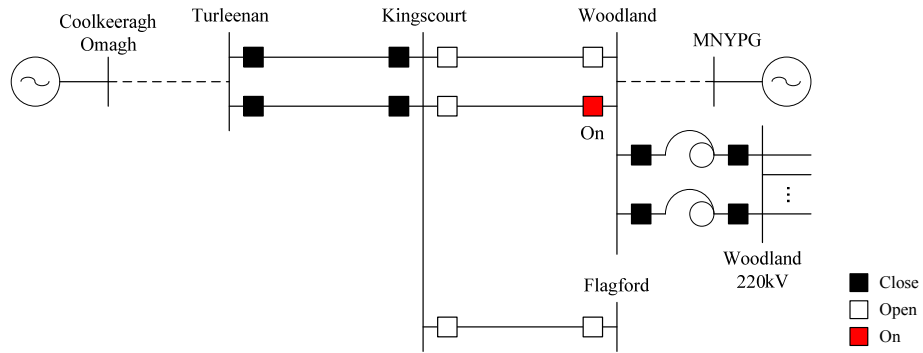 Coolkeeragh
Omagh
Turleenan
Kingscourt
Woodland
MNYPG
On
Woodland
220kV
Flagford
Close
Open
On